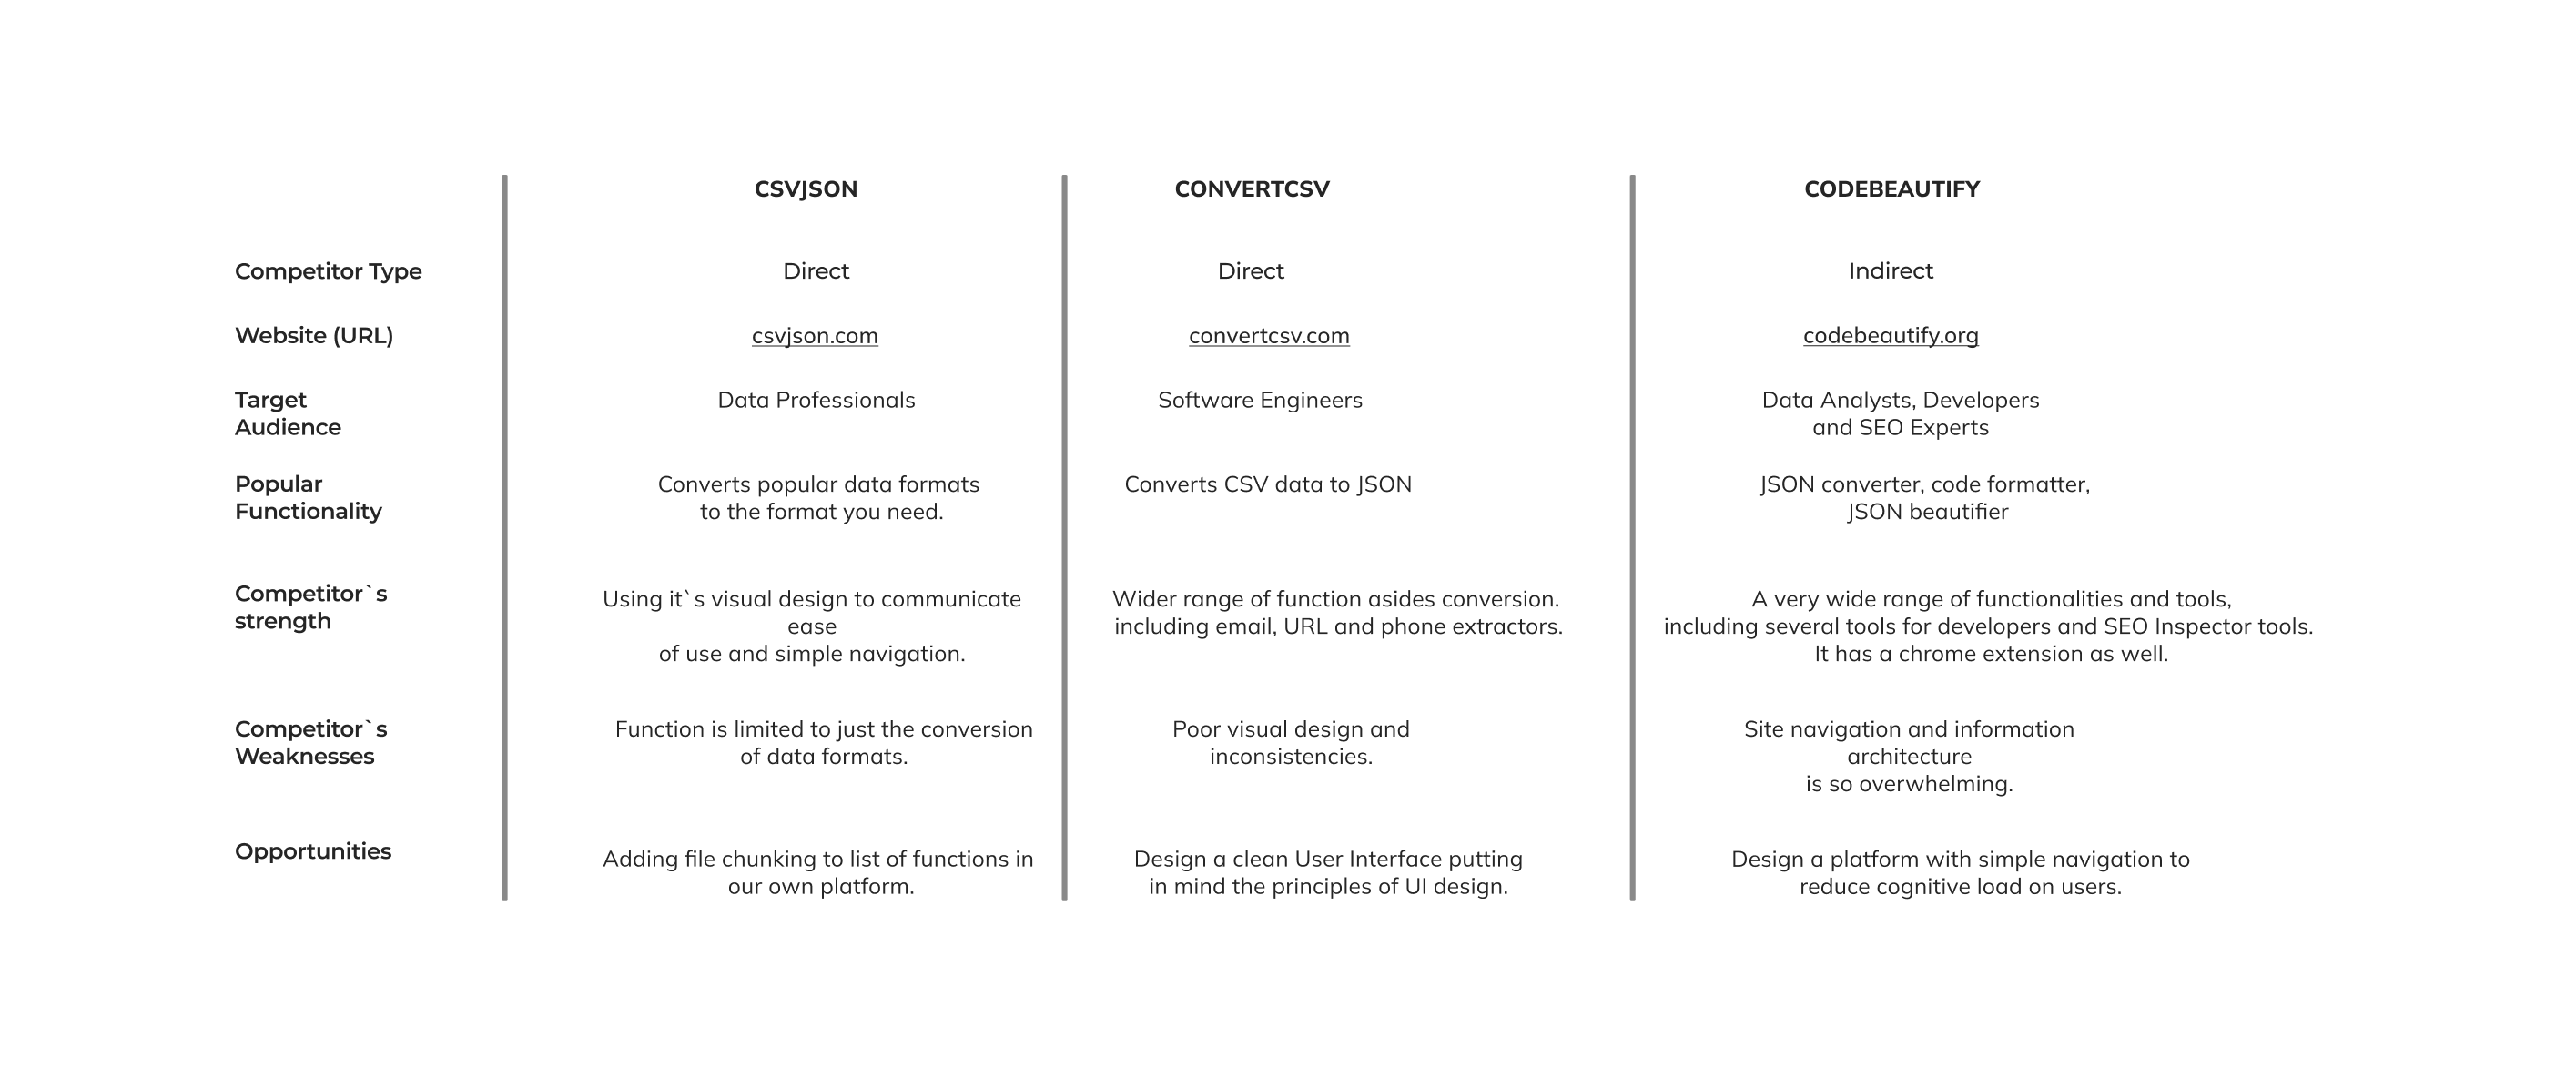 CSVJSON CONVERTCSV CODEBEAUTIFY
Competitor Type Direct Direct Indirect
Website (URL) csvjson.com convertcsv.com codebeautify.org
Target Data Professionals Software Engineers Data Analysts, Developers
Audience and SEO Experts
Popular Converts popular data formats Converts CSV data to JSON JSON converter, code formatter,
Functionality to the format you need. JSON beautifier
Competitor`s Using it`s visual design to communicate Wider range of function asides conversion. A very wide range of functionalities and tools,
strength ease including email, URL and phone extractors. including several tools for developers and SEO Inspector tools.
of use and simple navigation. It has a chrome extension as well.
Competitor`s Function is limited to just the conversion Poor visual design and Site navigation and information
Weaknesses of data formats. inconsistencies. architecture
is so overwhelming.
Opportunities Adding file chunking to list of functions in Design a clean User Interface putting Design a platform with simple navigation to
our own platform. in mind the principles of UI design. reduce cognitive load on users.